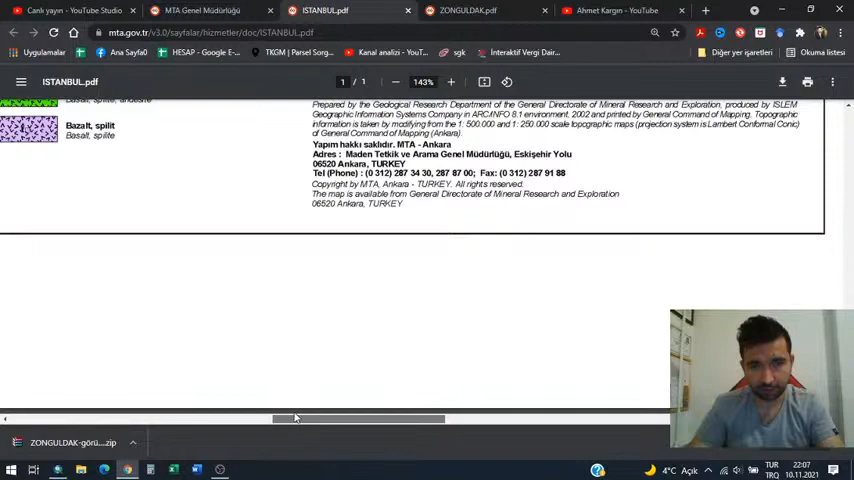 Canlı yayın - YouTube Studio
MTA Genel Müdürlüğü
ISTANBUL.pdf
ZONGULDAK.pdf
Ahmet Kargın - YouTube
mta.gov.tr/v3.0/sayfalar/hizmetler/doc/ISTANBUL.pdf
Uygulamalar
Ana Sayfa0
HESAP - Google E-...
TKGM | Parsel Sorg...
Kanal analizi - YouT...
sgk
İnteraktif Vergi Dair...
Diğer yer işaretleri
Okuma listesi
ISTANBUL.pdf
1 / 1
143%
Basalt, spilite, andesite
Bazalt, spilit
Basalt, spilite
Prepared by the Geological Research Department of the General Directorate of Mineral Research and Exploration, produced by ISLEM
Geographic Information Systems Company in ARC/INFO 8.1 environment, 2002 and printed by General Command of Mapping. Topographic
information is taken by modifying from the 1: 500.000 and 1: 250 000 scale topographic maps (projection system is Lambert Conformal Conic)
of General Command of Mapping (Ankara).
Yapım hakkı saklıdır. MTA - Ankara
Adres : Maden Tetkik ve Arama Genel Müdürlüğü, Eskişehir Yolu
06520 Ankara, TURKEY
Tel (Phone) : (0 312) 287 34 30, 287 87 00; Fax: (0 312) 287 91 88
Copyright by MTA, Ankara - TURKEY. All rights reserved.
The map is available from General Directorate of Mineral Research and Exploration
06520 Ankara, TURKEY
ZONGULDAK-görü....zip
4°C Açık
TUR
TRQ
22:07
10.11.2021